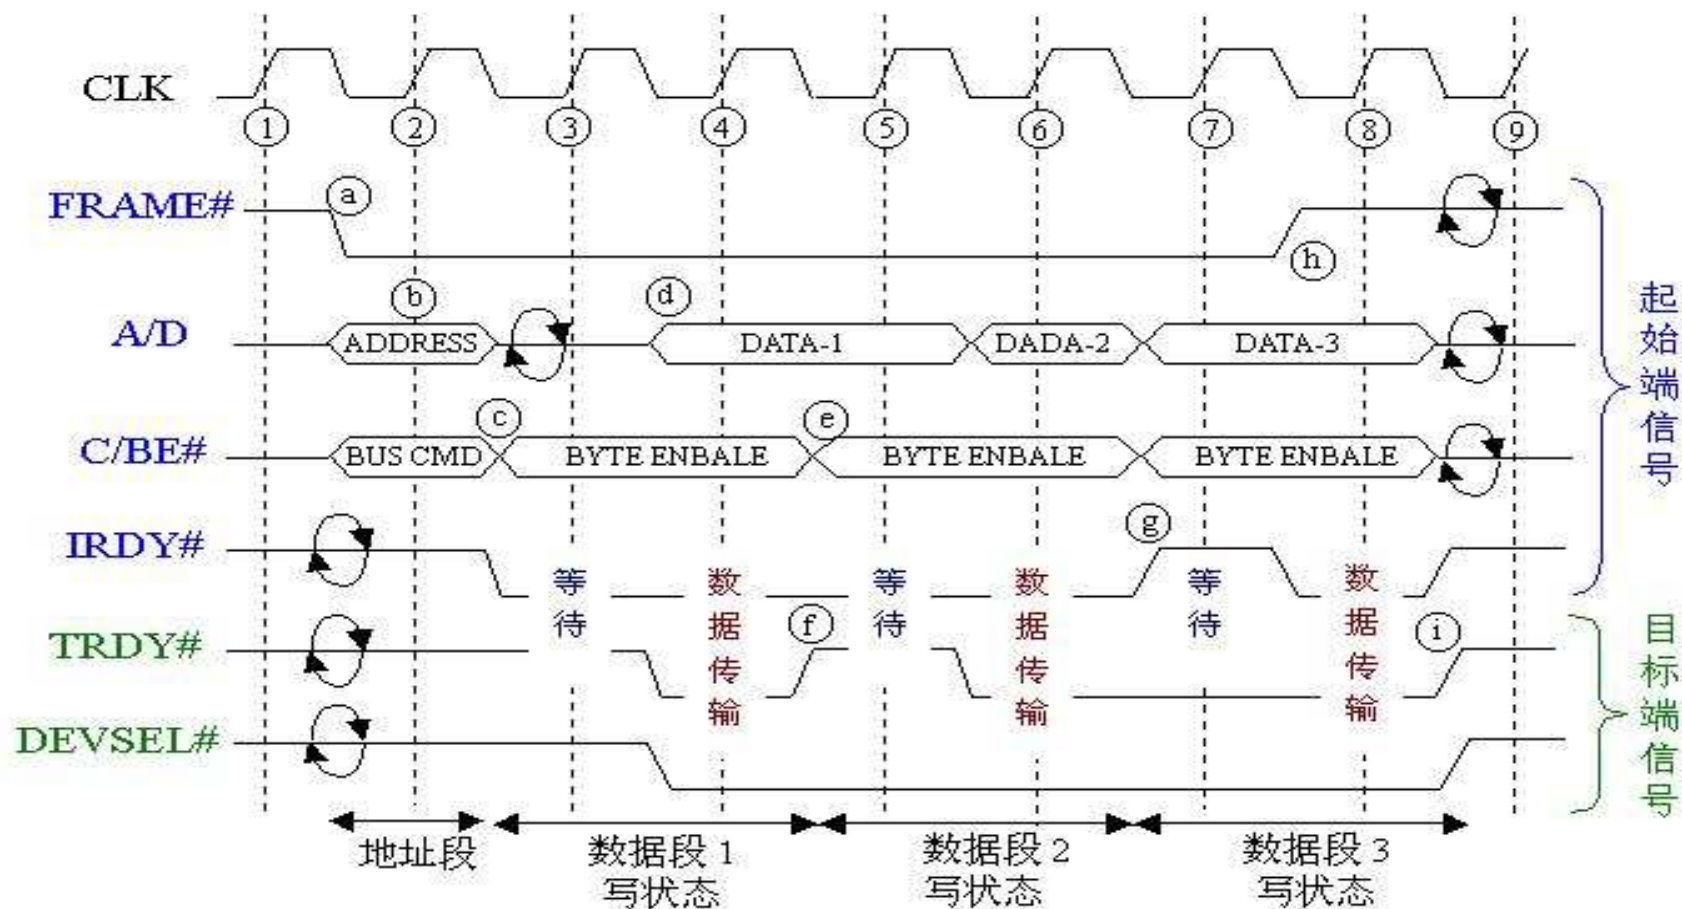 CLK
① ② ③ ④ ⑤ ⑥ ⑦ ⑧ ⑨
FRAME#
ⓐ
ⓗ
A/D
ⓑ
ⓓ
ADDRESS
DATA-1
DADA-2
DATA-3
C/BE#
ⓒ
ⓔ
BUS CMD
BYTE ENBALE
BYTE ENBALE
BYTE ENBALE
IRDY#
ⓖ
TRDY#
ⓕ
ⓘ
DEVSEL#
等待
数据传输
等待
数据传输
等待
数据传输
起始端信号
目标端信号
地址段
数据段 1
写状态
数据段 2
写状态
数据段 3
写状态